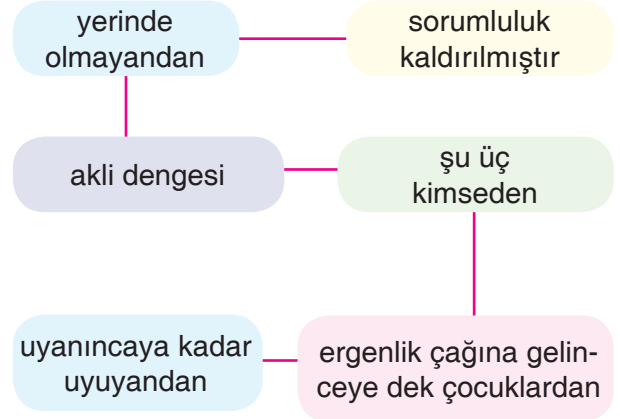 yerinde
olmayandan
sorumluluk
kaldırılmıştır
akli dengesi
şu üç
kimseden
uyanıncaya kadar
uyuyandan
ergenlik çağına gelin-
ceye dek çocuklardan